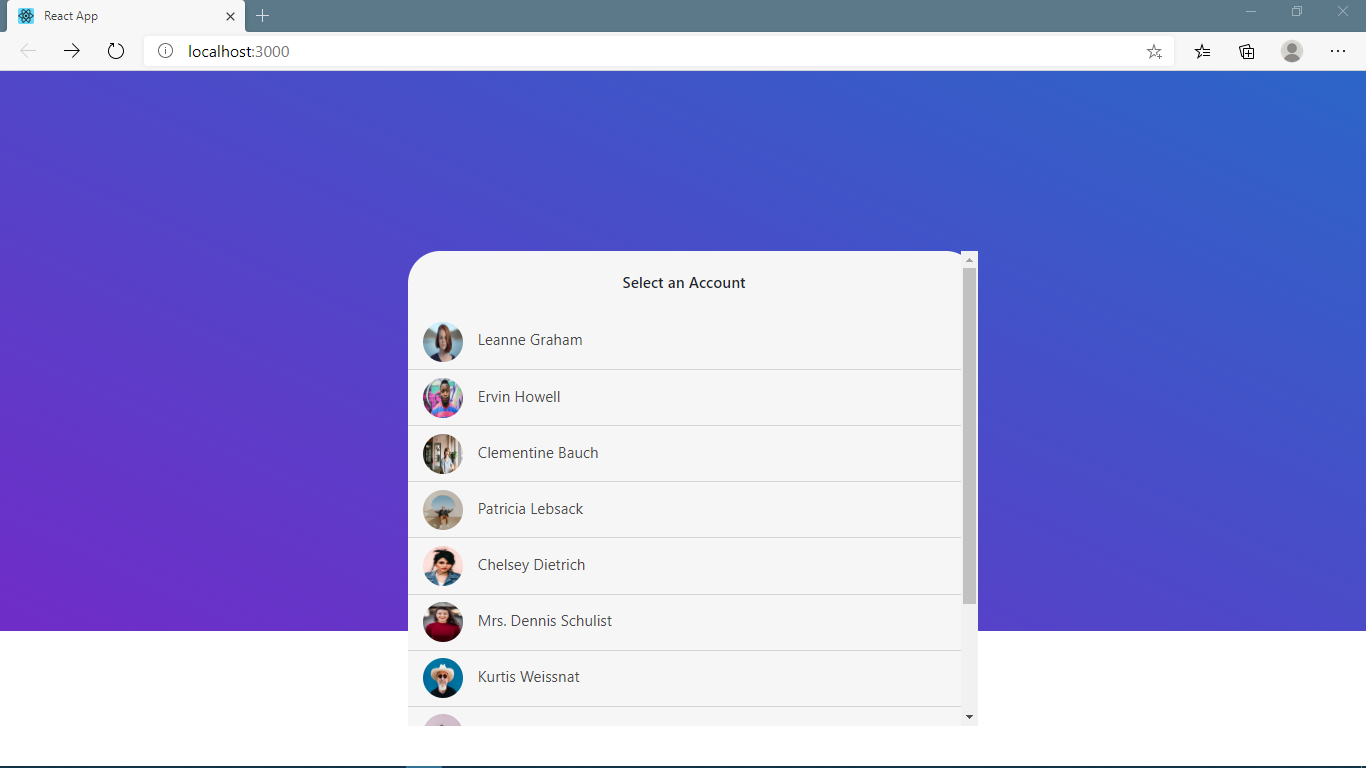 React App
localhost:3000
Select an Account
Leanne Graham
Ervin Howell
Clementine Bauch
Patricia Lebsack
Chelsey Dietrich
Mrs. Dennis Schulist
Kurtis Weissnat